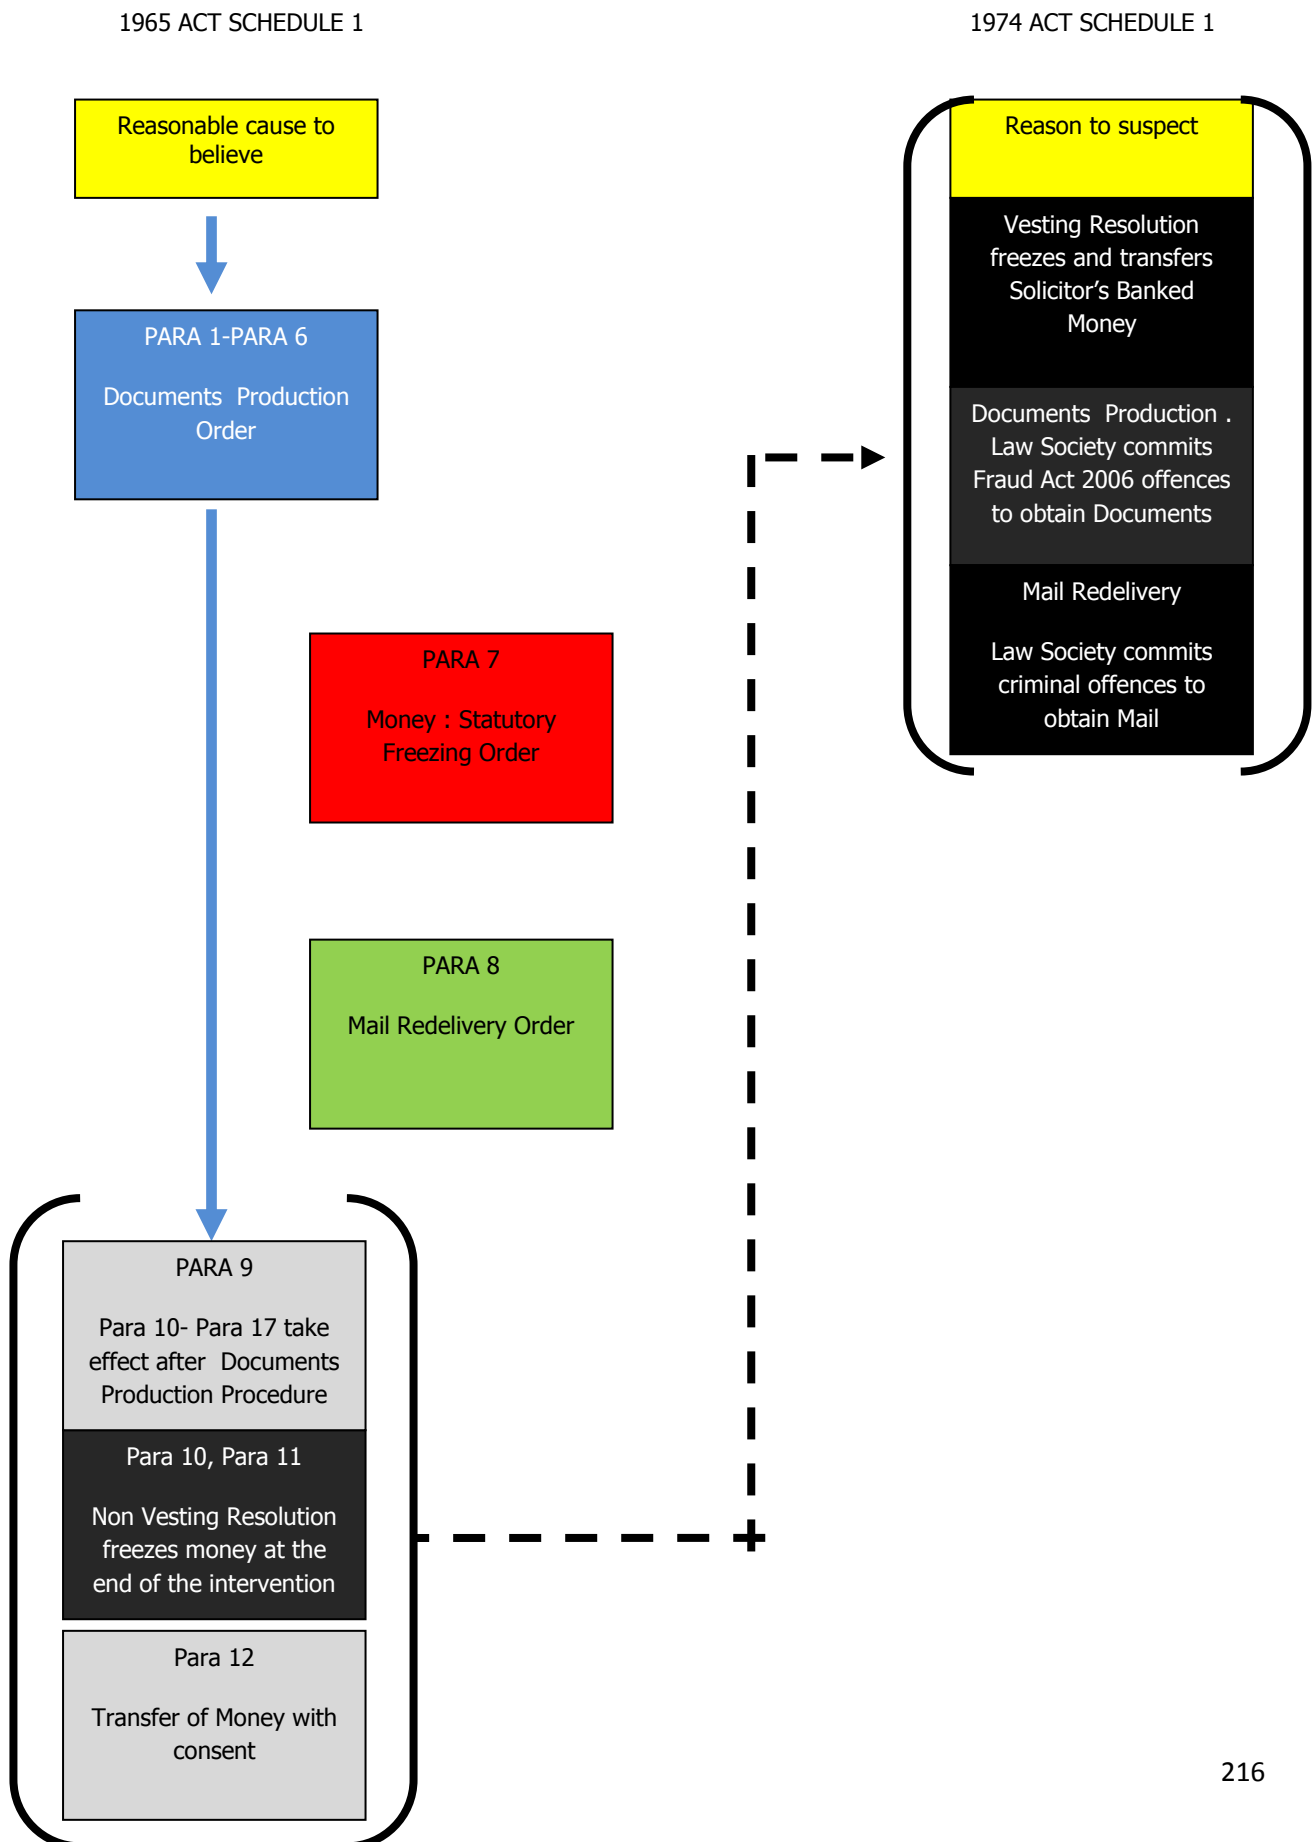 1965 ACT SCHEDULE 1
Reasonable cause to
believe
PARA 1-PARA 6
Documents Production
Order
PARA 7
Money : Statutory
Freezing Order
PARA 8
Mail Redelivery Order
PARA 9
Para 10- Para 17 take
effect after Documents
Production Procedure
Para 10, Para 11
Non Vesting Resolution
freezes money at the
end of the intervention
Para 12
Transfer of Money with
consent
1974 ACT SCHEDULE 1
Reason to suspect
Vesting Resolution
freezes and transfers
Solicitor’s Banked
Money
Documents Production .
Law Society commits
Fraud Act 2006 offences
to obtain Documents
Mail Redelivery
Law Society commits
criminal offences to
obtain Mail
216